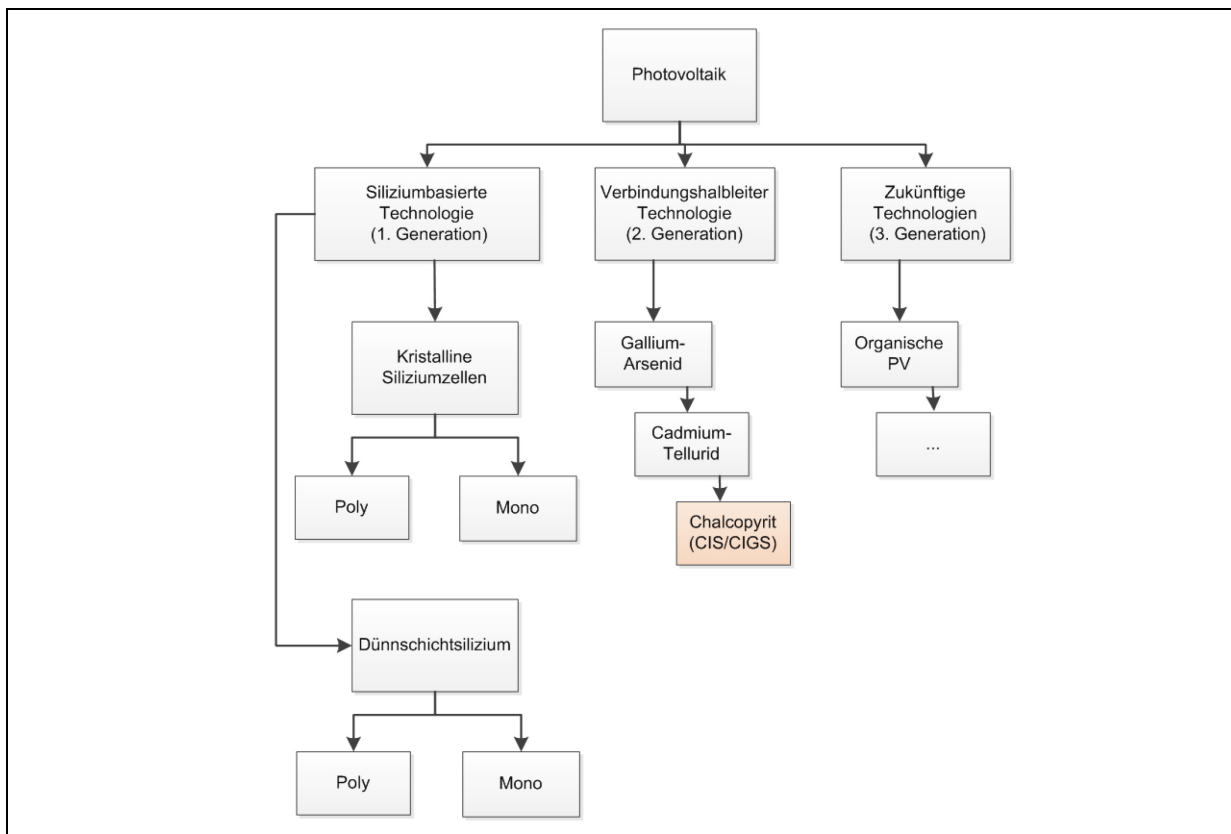 Photovoltaik
Siliziumbasierte
Technologie
(1. Generation)
Verbindungshalbleiter
Technologie
(2. Generation)
Zukünftige
Technologien
(3. Generation)
Kristalline
Siliziumzellen
Gallium-
Arsenid
Organische
PV
Cadmium-
Tellurid
...
Poly
Mono
Chalcopyrit
(CIS/CIGS)
Dünnschichtsilizium
Poly
Mono